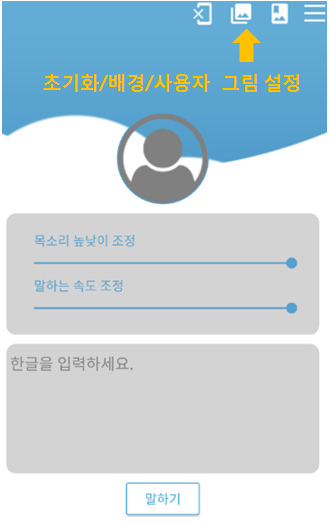 초기화/배경/사용자 그림 설정
목소리 높낮이 조정
말하는 속도 조정
한글을 입력하세요.
말하기